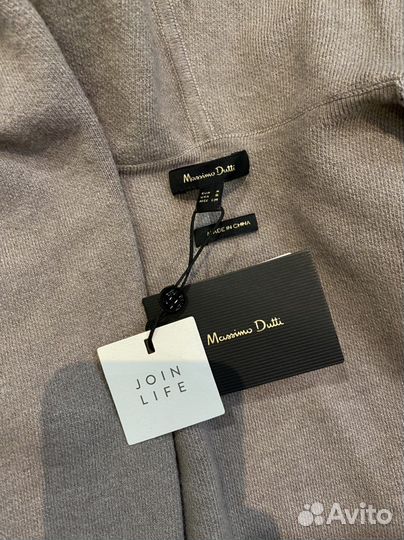 Massimo Dutti
MADE IN CHINA
Massimo Dutti
JOIN
LIFE
Avito